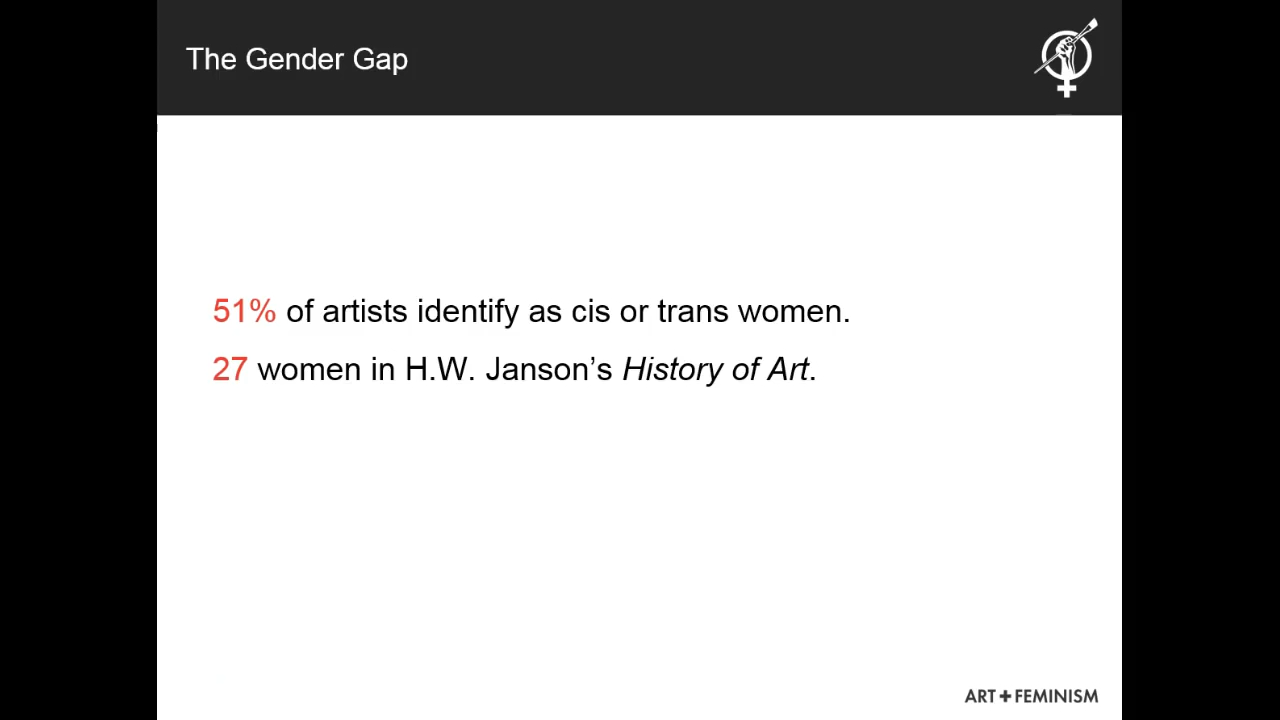 The Gender Gap
51% of artists identify as cis or trans women.
27 women in H.W. Janson’s History of Art.
ART+FEMINISM